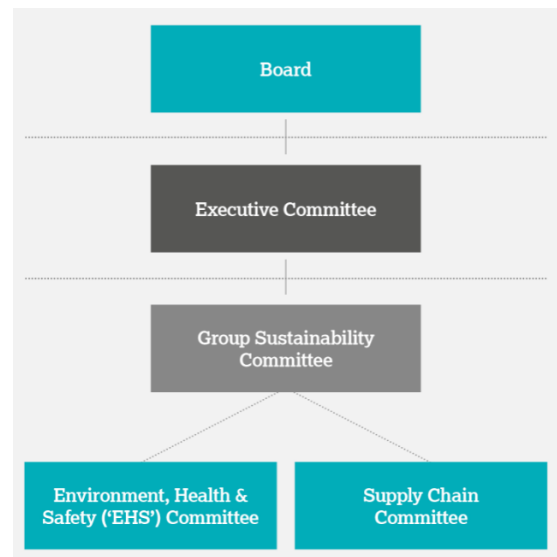 Board
Executive Committee
Group Sustainability
Committee
Environment, Health &
Safety (‘EHS’) Committee
Supply Chain
Committee